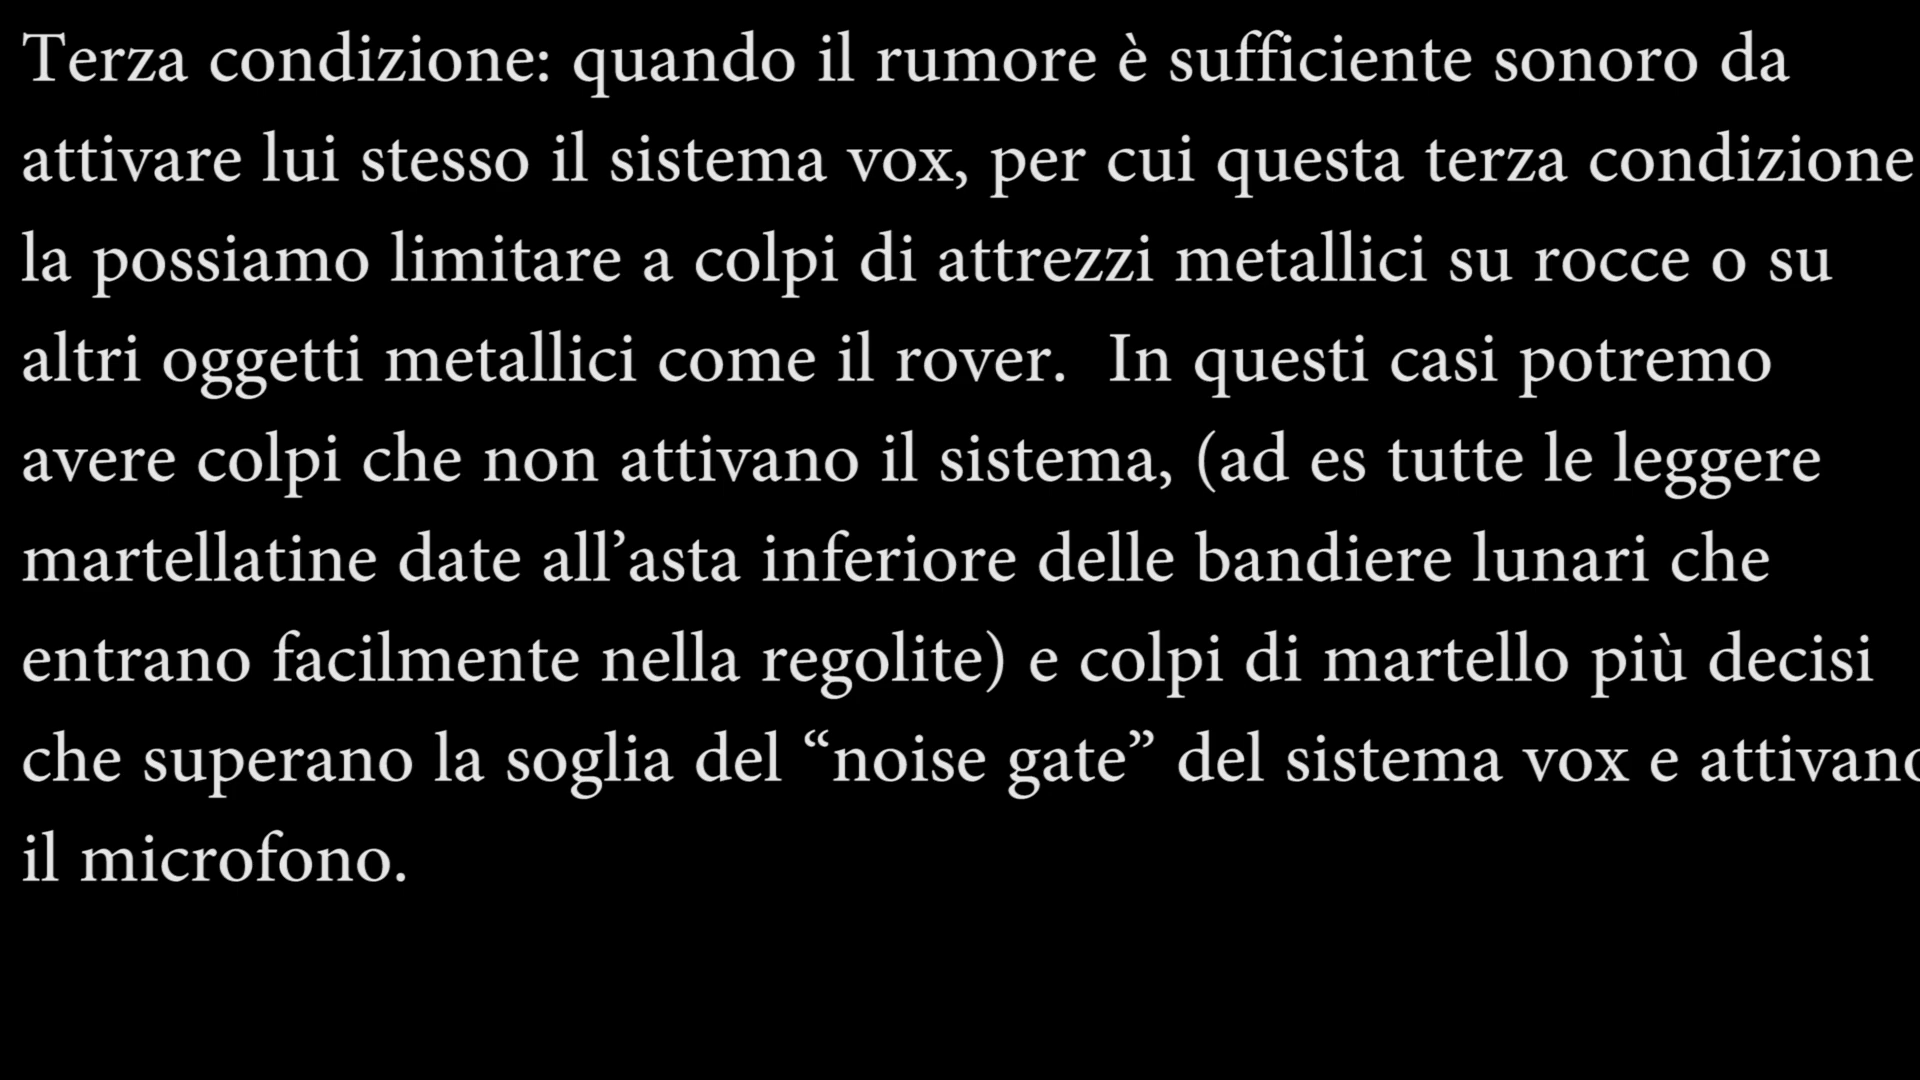 Terza condizione: quando il rumore è sufficiente sonoro da
attivare lui stesso il sistema vox, per cui questa terza condizione
la possiamo limitare a colpi di attrezzi metallici su rocce o su
altri oggetti metallici come il rover.  In questi casi potremo
avere colpi che non attivano il sistema, (ad es tutte le leggere
martellatine date all’asta inferiore delle bandiere lunari che
entrano facilmente nella regolite) e colpi di martello più decisi
che superano la soglia del “noise gate” del sistema vox e attivano
il microfono.